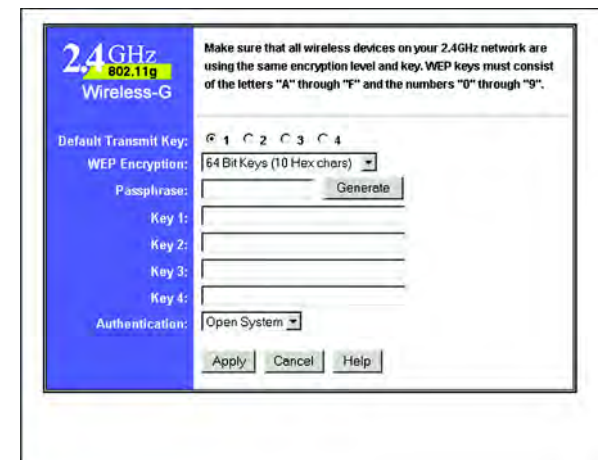 2,4 GHz
802.11g
Wireless-G
Make sure that all wireless devices on your 2.4GHz network are
using the same encryption level and key. WEP keys must consist
of the letters "A" through "F" and the numbers "0" through "9".
Default Transmit Key: 1 2 3 4
WEP Encryption: 64 Bit Keys (10 Hex chars)
Passphrase: Generate
Key 1:
Key 2:
Key 3:
Key 4:
Authentication: Open System
Apply Cancel Help